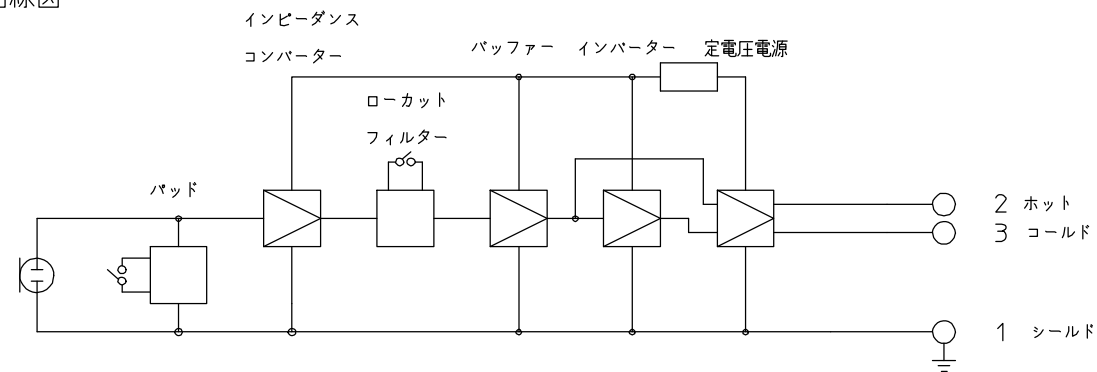 インピーダンス
コンバーター
バッファー
インバーター
定電圧電源
ローカット
フィルター
パッド
2 ホット
3 コールド
1 シールド